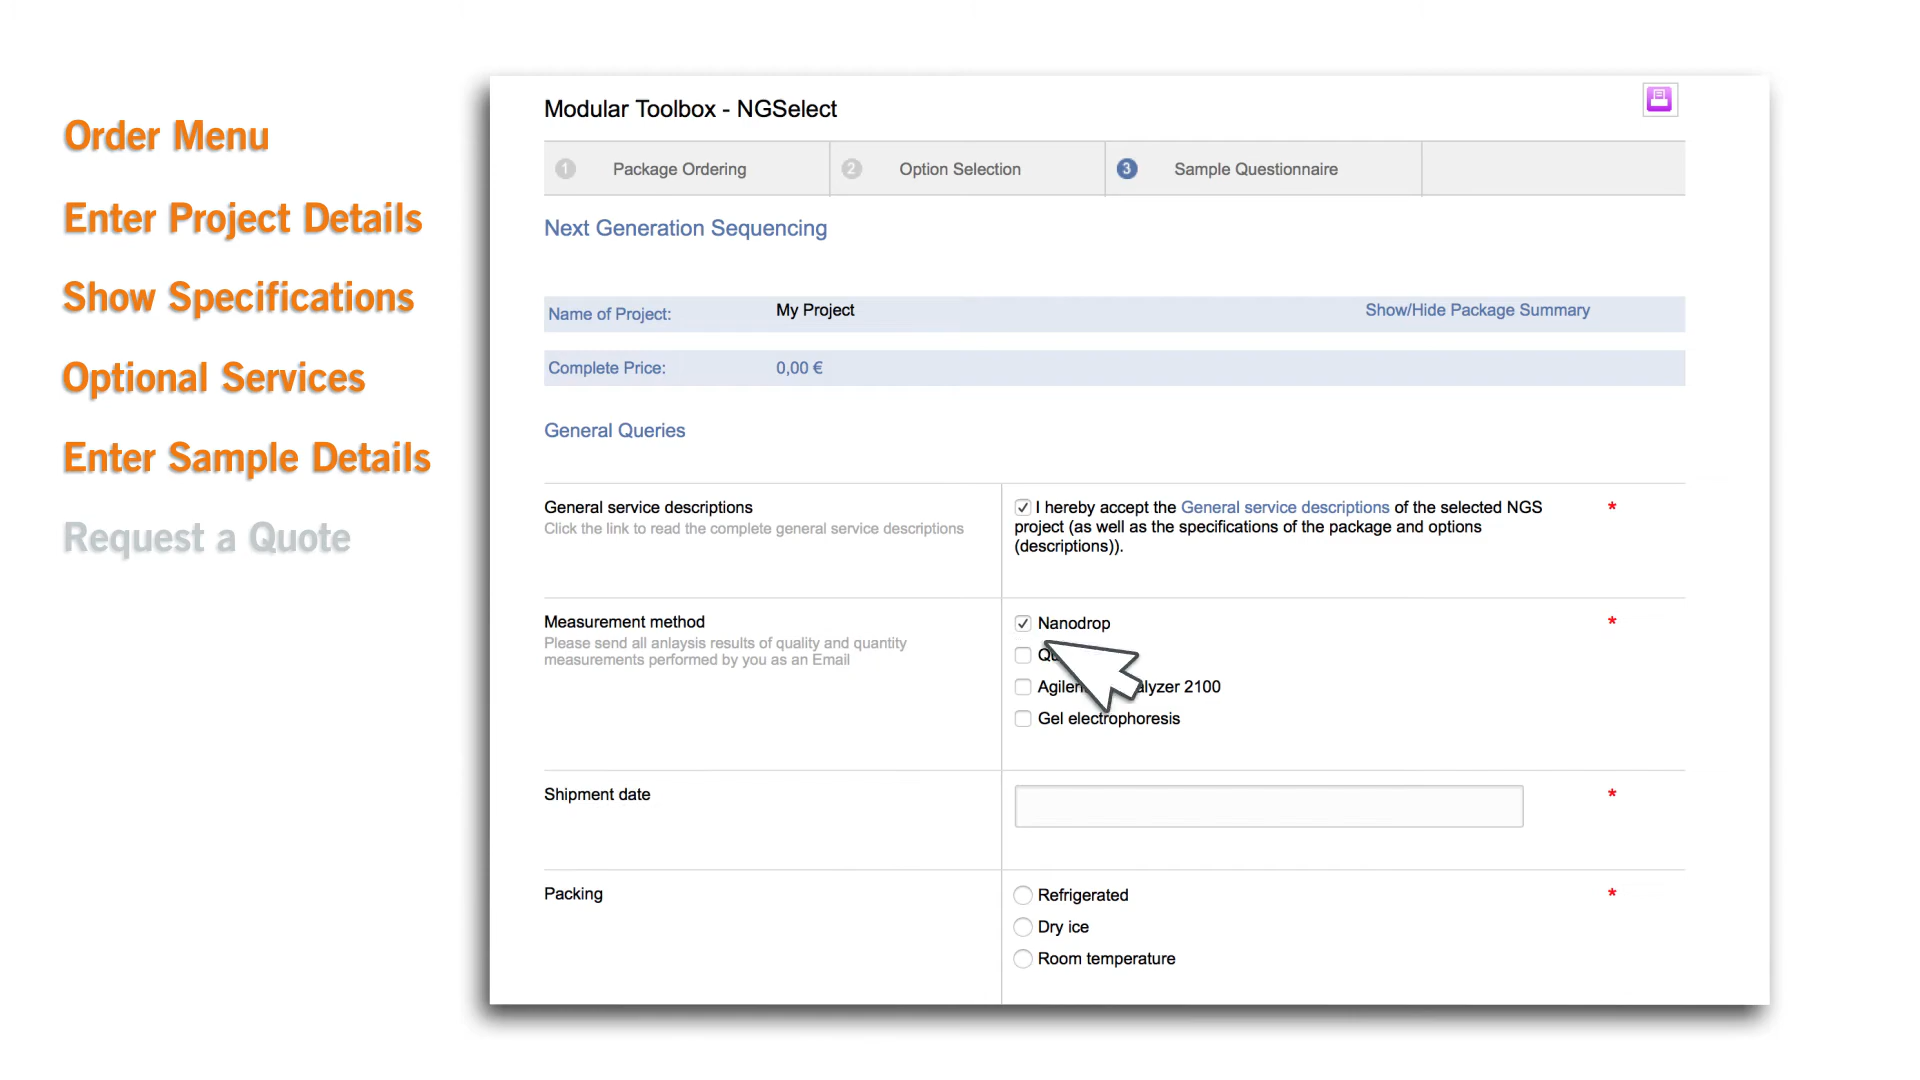 Order Menu
Enter Project Details
Show Specifications
Optional Services
Enter Sample Details
Request a Quote
Modular Toolbox - NGSelect
1 Package Ordering
2 Option Selection
3 Sample Questionnaire
Next Generation Sequencing
Name of Project: My Project Show/Hide Package Summary
Complete Price: 0,00 €
General Queries
General service descriptions
Click the link to read the complete general service descriptions
I hereby accept the General service descriptions of the selected NGS *
project (as well as the specifications of the package and options
(descriptions)).
Measurement method
Please send all anlaysis results of quality and quantity
measurements performed by you as an Email
Nanodrop *
2100
Gel electrophoresis
Shipment date *
Packing
Refrigerated *
Dry ice
Room temperature